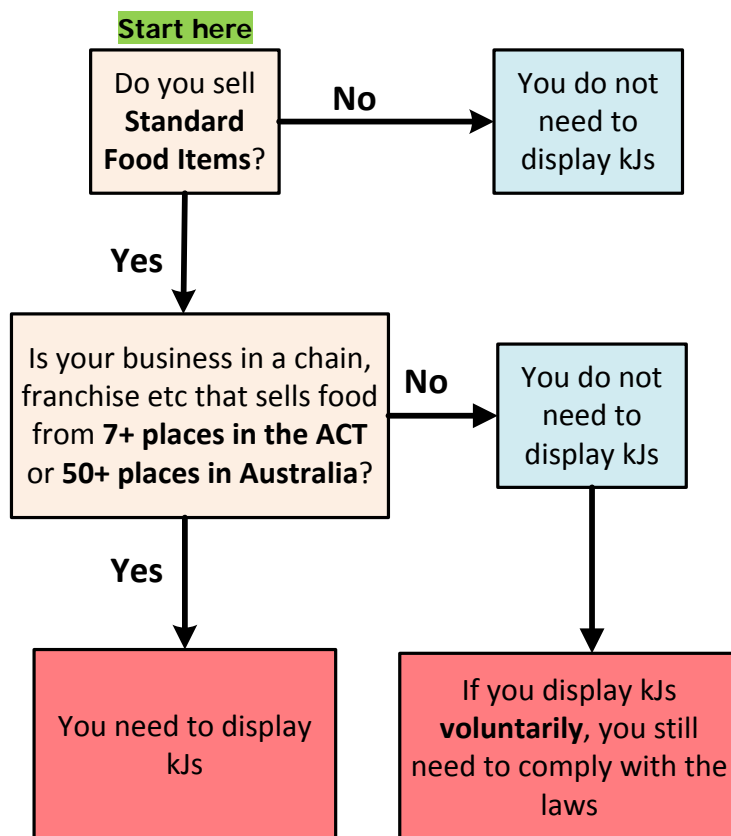 Start here
Do you sell
Standard
Food Items?
No
You do not
need to
display kJs
Yes
Is your business in a chain,
franchise etc that sells food
from 7+ places in the ACT
or 50+ places in Australia?
No
You do not
need to
display kJs
Yes
You need to display
kJs
If you display kJs
voluntarily, you still
need to comply with the
laws